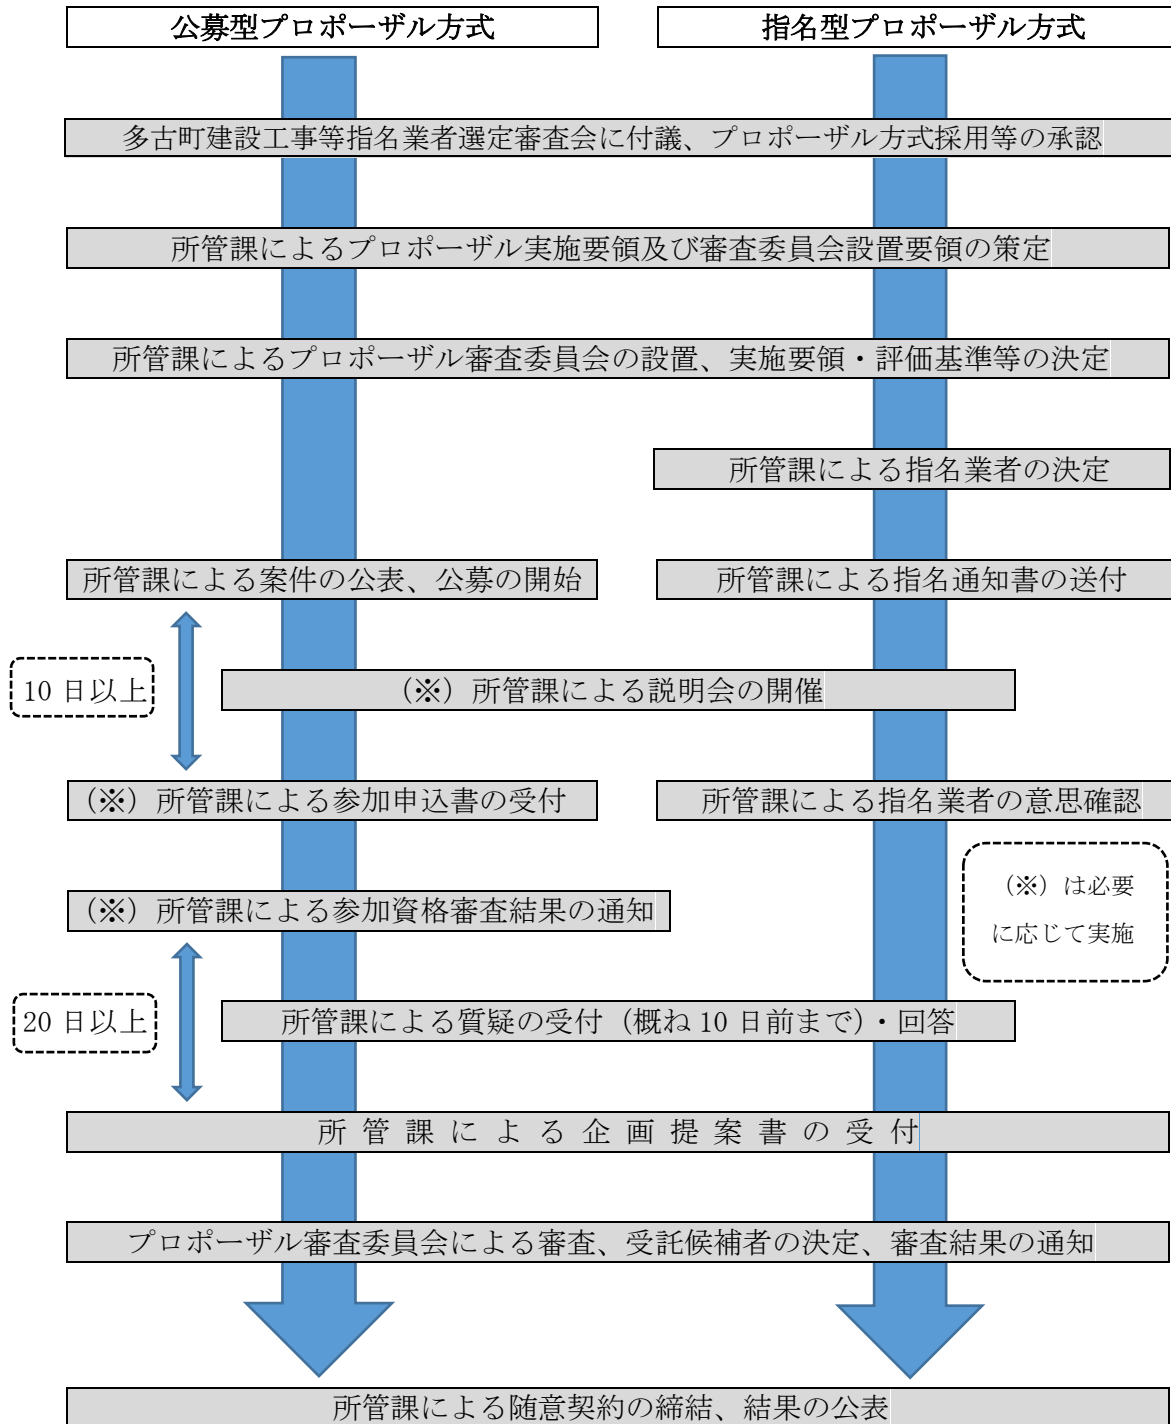 公募型プロポーザル方式
指名型プロポーザル方式
多古町建設工事等指名業者選定審査会に付議、プロポーザル方式採用等の承認
所管課によるプロポーザル実施要領及び審査委員会設置要領の策定
所管課によるプロポーザル審査委員会の設置、実施要領・評価基準等の決定
所管課による指名業者の決定
所管課による案件の公表、公募の開始
所管課による指名通知書の送付
10 日以上
（※）所管課による説明会の開催
（※）所管課による参加申込書の受付
所管課による指名業者の意思確認
（※）は必要
に応じて実施
（※）所管課による参加資格審査結果の通知
20 日以上
所管課による質疑の受付（概ね 10 日前まで）・回答
所管課による企画提案書の受付
プロポーザル審査委員会による審査、受託候補者の決定、審査結果の通知
所管課による随意契約の締結、結果の公表